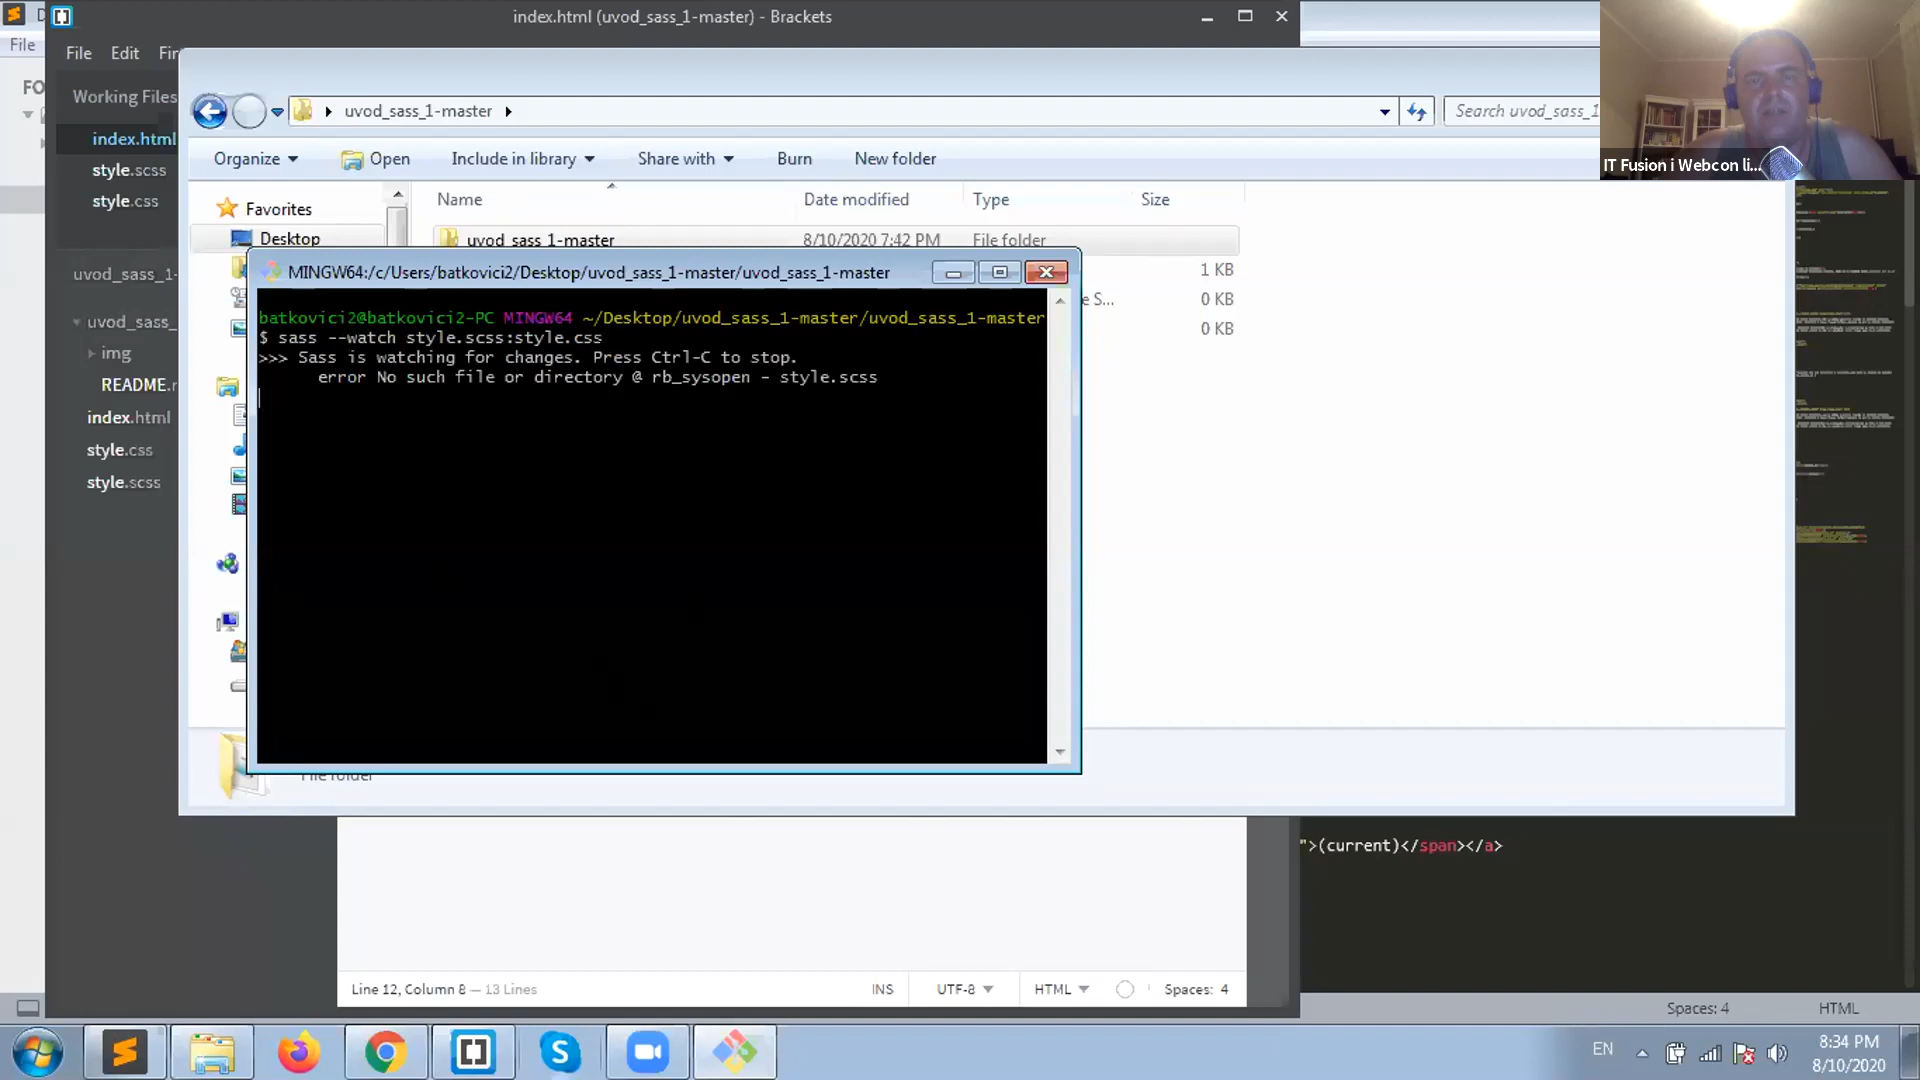 index.html (uvod_sass_1-master) - Brackets
File
File Edit
FO
Working Files
index.html
style.scss
style.css
uvod_sass_1-
uvod_sass_
img
README.
index.html
style.css
style.scss
uvod_sass_1-master
Search uvod_sass_1
Organize
Open
Include in library
Share with
Burn
New folder
IT Fusion i Webcon li...
Favorites
Desktop
Name
Date modified
Type
Size
uvod_sass_1-master
8/10/2020 7:42 PM
File folder
1 KB
e S...
0 KB
0 KB
MINGW64:/c/Users/batkovici2/Desktop/uvod_sass_1-master/uvod_sass_1-master
batkovici2@batkovici2-PC MINGW64 ~/Desktop/uvod_sass_1-master/uvod_sass_1-master
$ sass --watch style.scss:style.css
>>> Sass is watching for changes. Press Ctrl-C to stop.
error No such file or directory @ rb_sysopen - style.scss
File folder
">(current)</span></a>
Line 12, Column 8 — 13 Lines
INS
UTF-8
HTML
Spaces: 4
Spaces: 4
HTML
EN
8:34 PM
8/10/2020